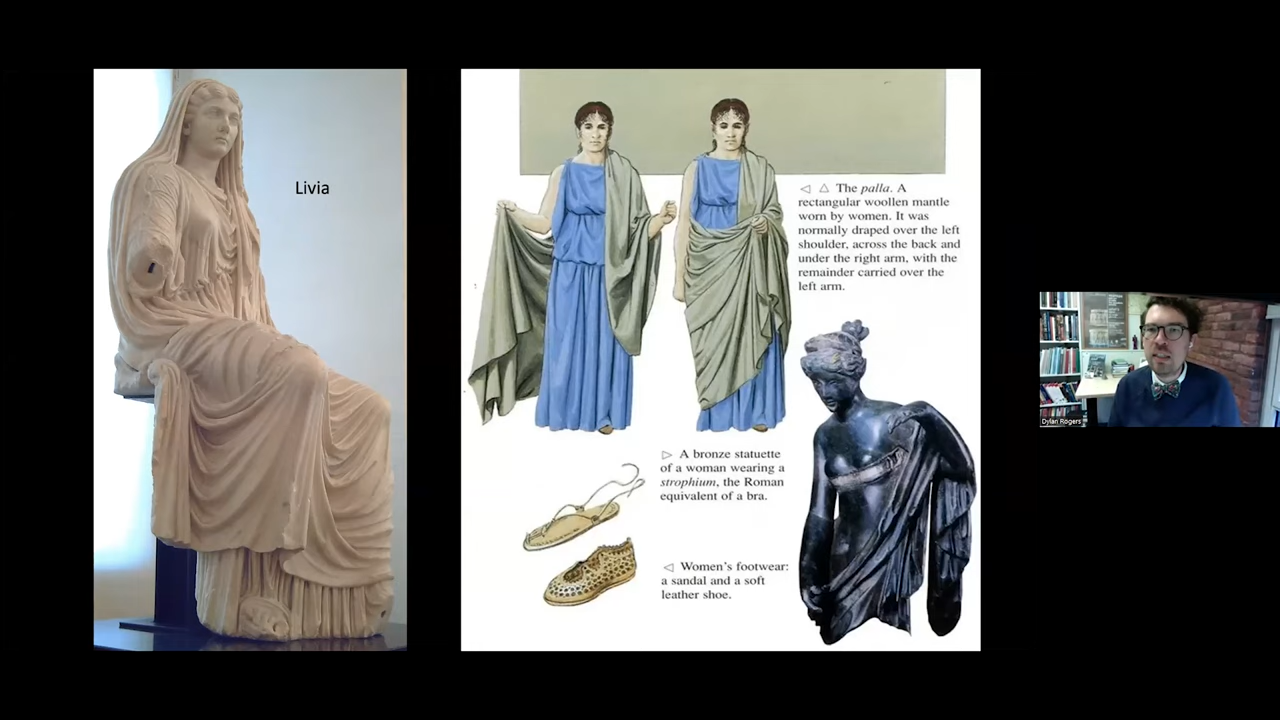 Livia
◁ △ The palla. A
rectangular woollen mantle
worn by women. It was
normally draped over the left
shoulder, across the back and
under the right arm, with the
remainder carried over the
left arm.
▷ A bronze statuette
of a woman wearing a
strophium, the Roman
equivalent of a bra.
◁ Women's footwear:
a sandal and a soft
leather shoe.
Dylan Rogers